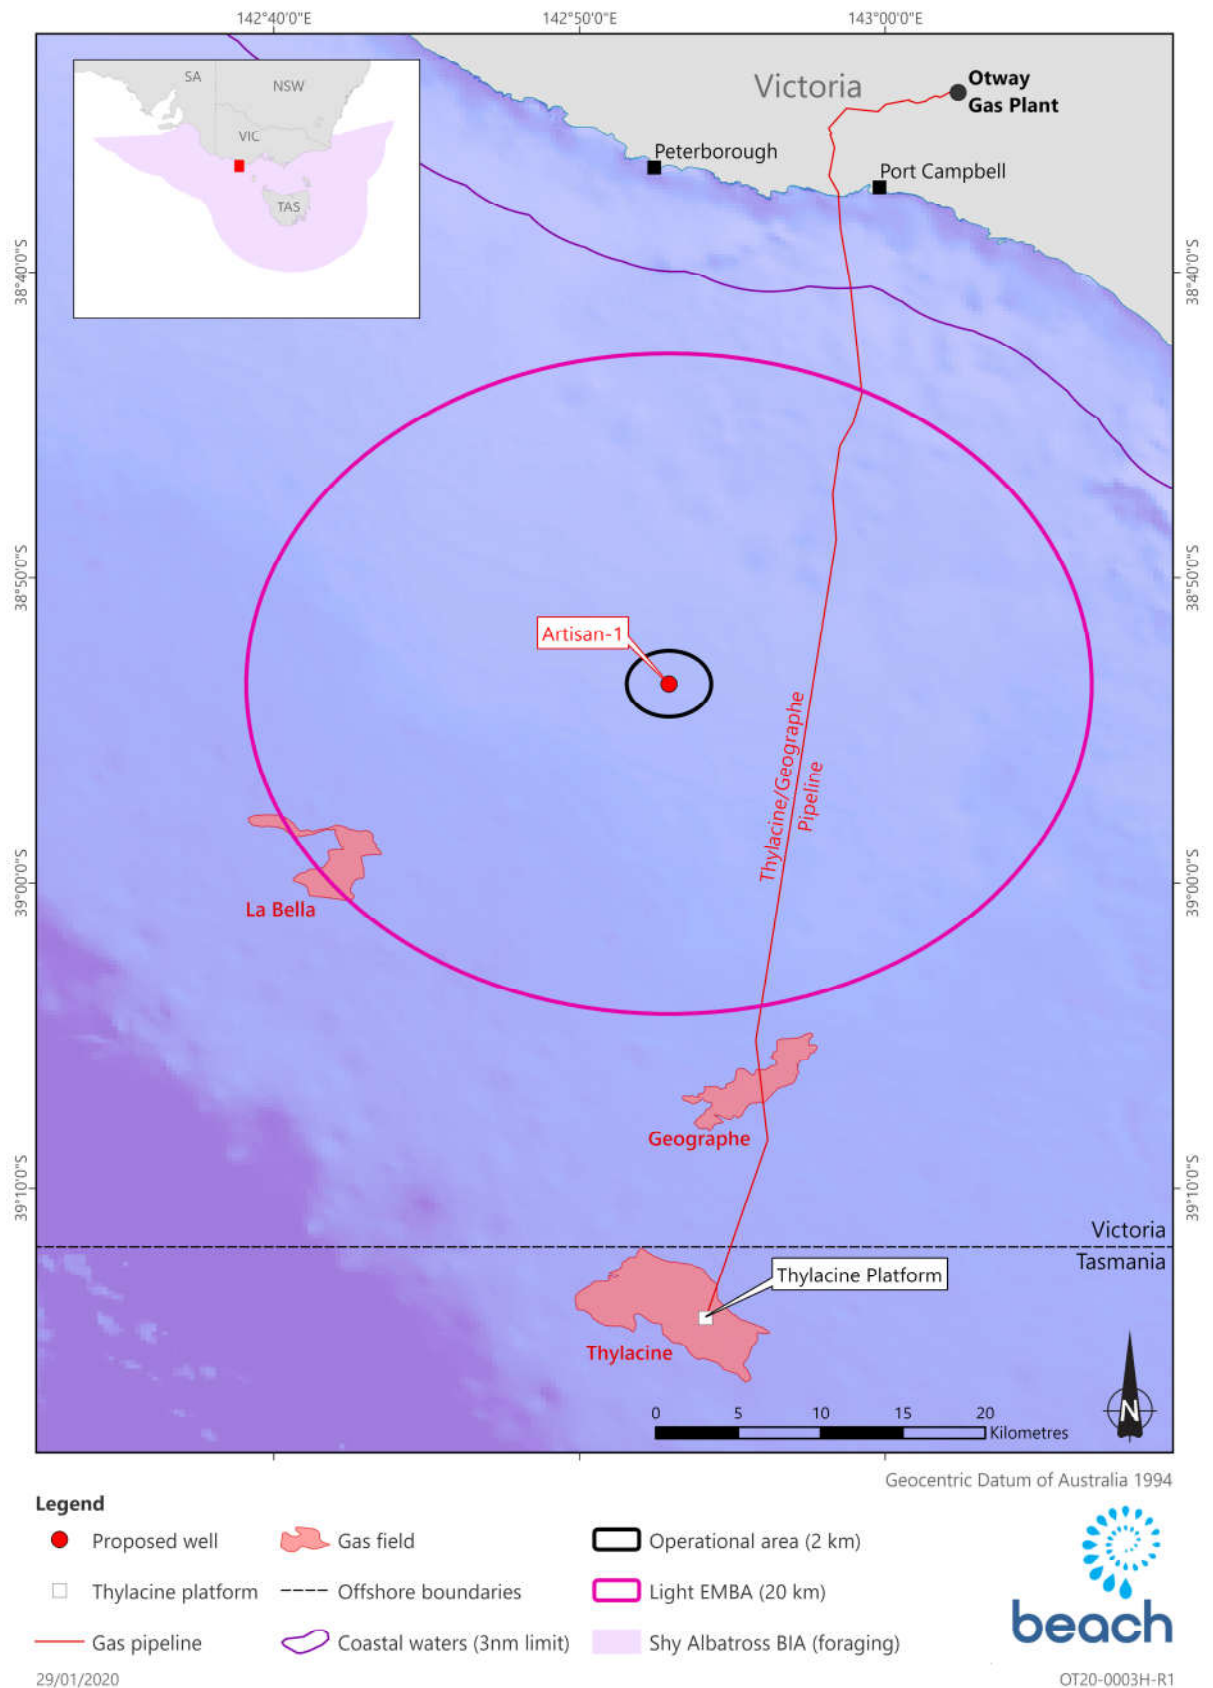 142°40'0"E
142°50'0"E
143°00'0"E
SA
NSW
VIC
TAS
Victoria
Otway
Gas Plant
Peterborough
Port Campbell
38°40'0"S
38°40'0"S
38°50'0"S
38°50'0"S
Artisan-1
Thylacine/Geographe
Pipeline
39°00'0"S
39°00'0"S
La Bella
Geographe
39°10'0"S
39°10'0"S
Victoria
Tasmania
Thylacine Platform
Thylacine
0 5 10 15 20
Kilometres
N
Geocentric Datum of Australia 1994
Legend
Proposed well
Gas field
Operational area (2 km)
Thylacine platform
Offshore boundaries
Light EMBA (20 km)
Gas pipeline
Coastal waters (3nm limit)
Shy Albatross BIA (foraging)
beach
29/01/2020
OT20-0003H-R1